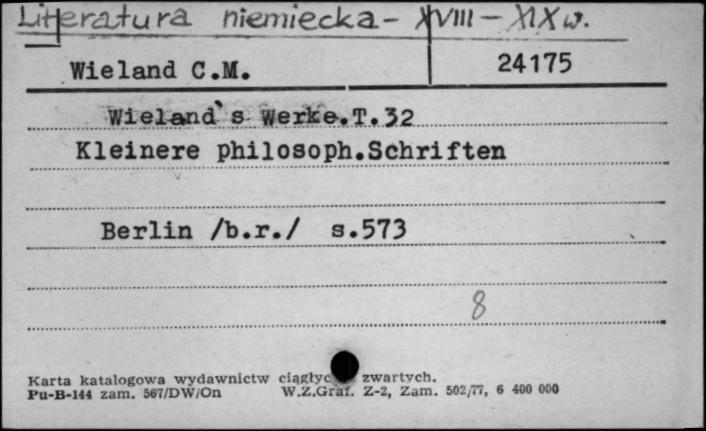 Literatura niemiecka - XVIII - XIX w.
Wieland C.M. 24175
Wieland`s Werke.T.32
Kleinere philosoph.Schriften
Berlin /b.r./ s.573
8
Karta katalogowa wydawnictw ciągłyc zwartych.
Pu-B-144 zam. 567/DW/On W.Z.Graf. Z-2, Zam. 502/77, 6 400 000